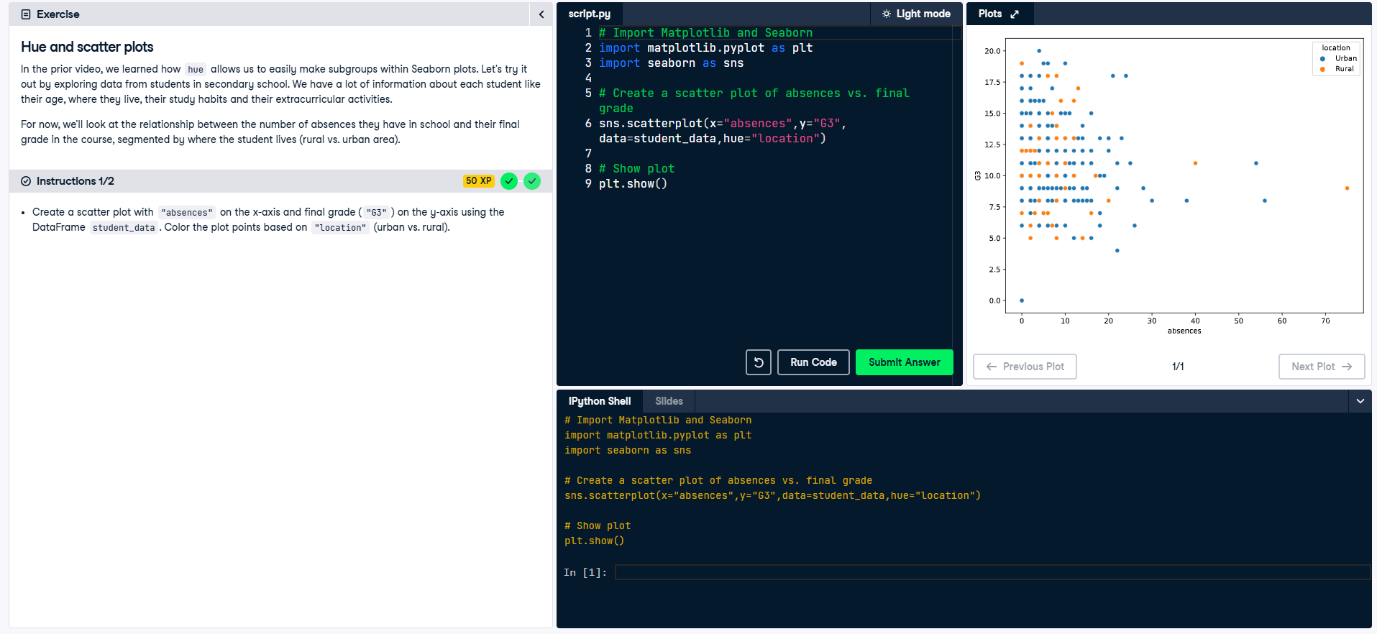 Exercise
Hue and scatter plots
In the prior video, we learned how hue allows us to easily make subgroups within Seaborn plots. Let's try it
out by exploring data from students in secondary school. We have a lot of information about each student like
their age, where they live, their study habits and their extracurricular activities.
For now, we'll look at the relationship between the number of absences they have in school and their final
grade in the course, segmented by where the student lives (rural vs. urban area).
Instructions 1/2
50 XP
• Create a scatter plot with "absences" on the x-axis and final grade ("G3") on the y-axis using the
DataFrame student_data. Color the plot points based on "location" (urban vs. rural).
script.py
Light mode
1 # Import Matplotlib and Seaborn
2 import matplotlib.pyplot as plt
3 import seaborn as sns
4
5 # Create a scatter plot of absences vs. final
grade
6 sns.scatterplot(x="absences",y="G3",
data=student_data,hue="location")
7
8 # Show plot
9 plt.show()
Run Code
Submit Answer
Plots
20.0
17.5
15.0
12.5
10.0
7.5
5.0
2.5
0.0
G3
location
Urban
Rural
0 10 20 30 40 50 60 70
absences
← Previous Plot
1/1
Next Plot →
IPython Shell
Slides
# Import Matplotlib and Seaborn
import matplotlib.pyplot as plt
import seaborn as sns
# Create a scatter plot of absences vs. final grade
sns.scatterplot(x="absences",y="G3",data=student_data,hue="location")
# Show plot
plt.show()
In [1]: